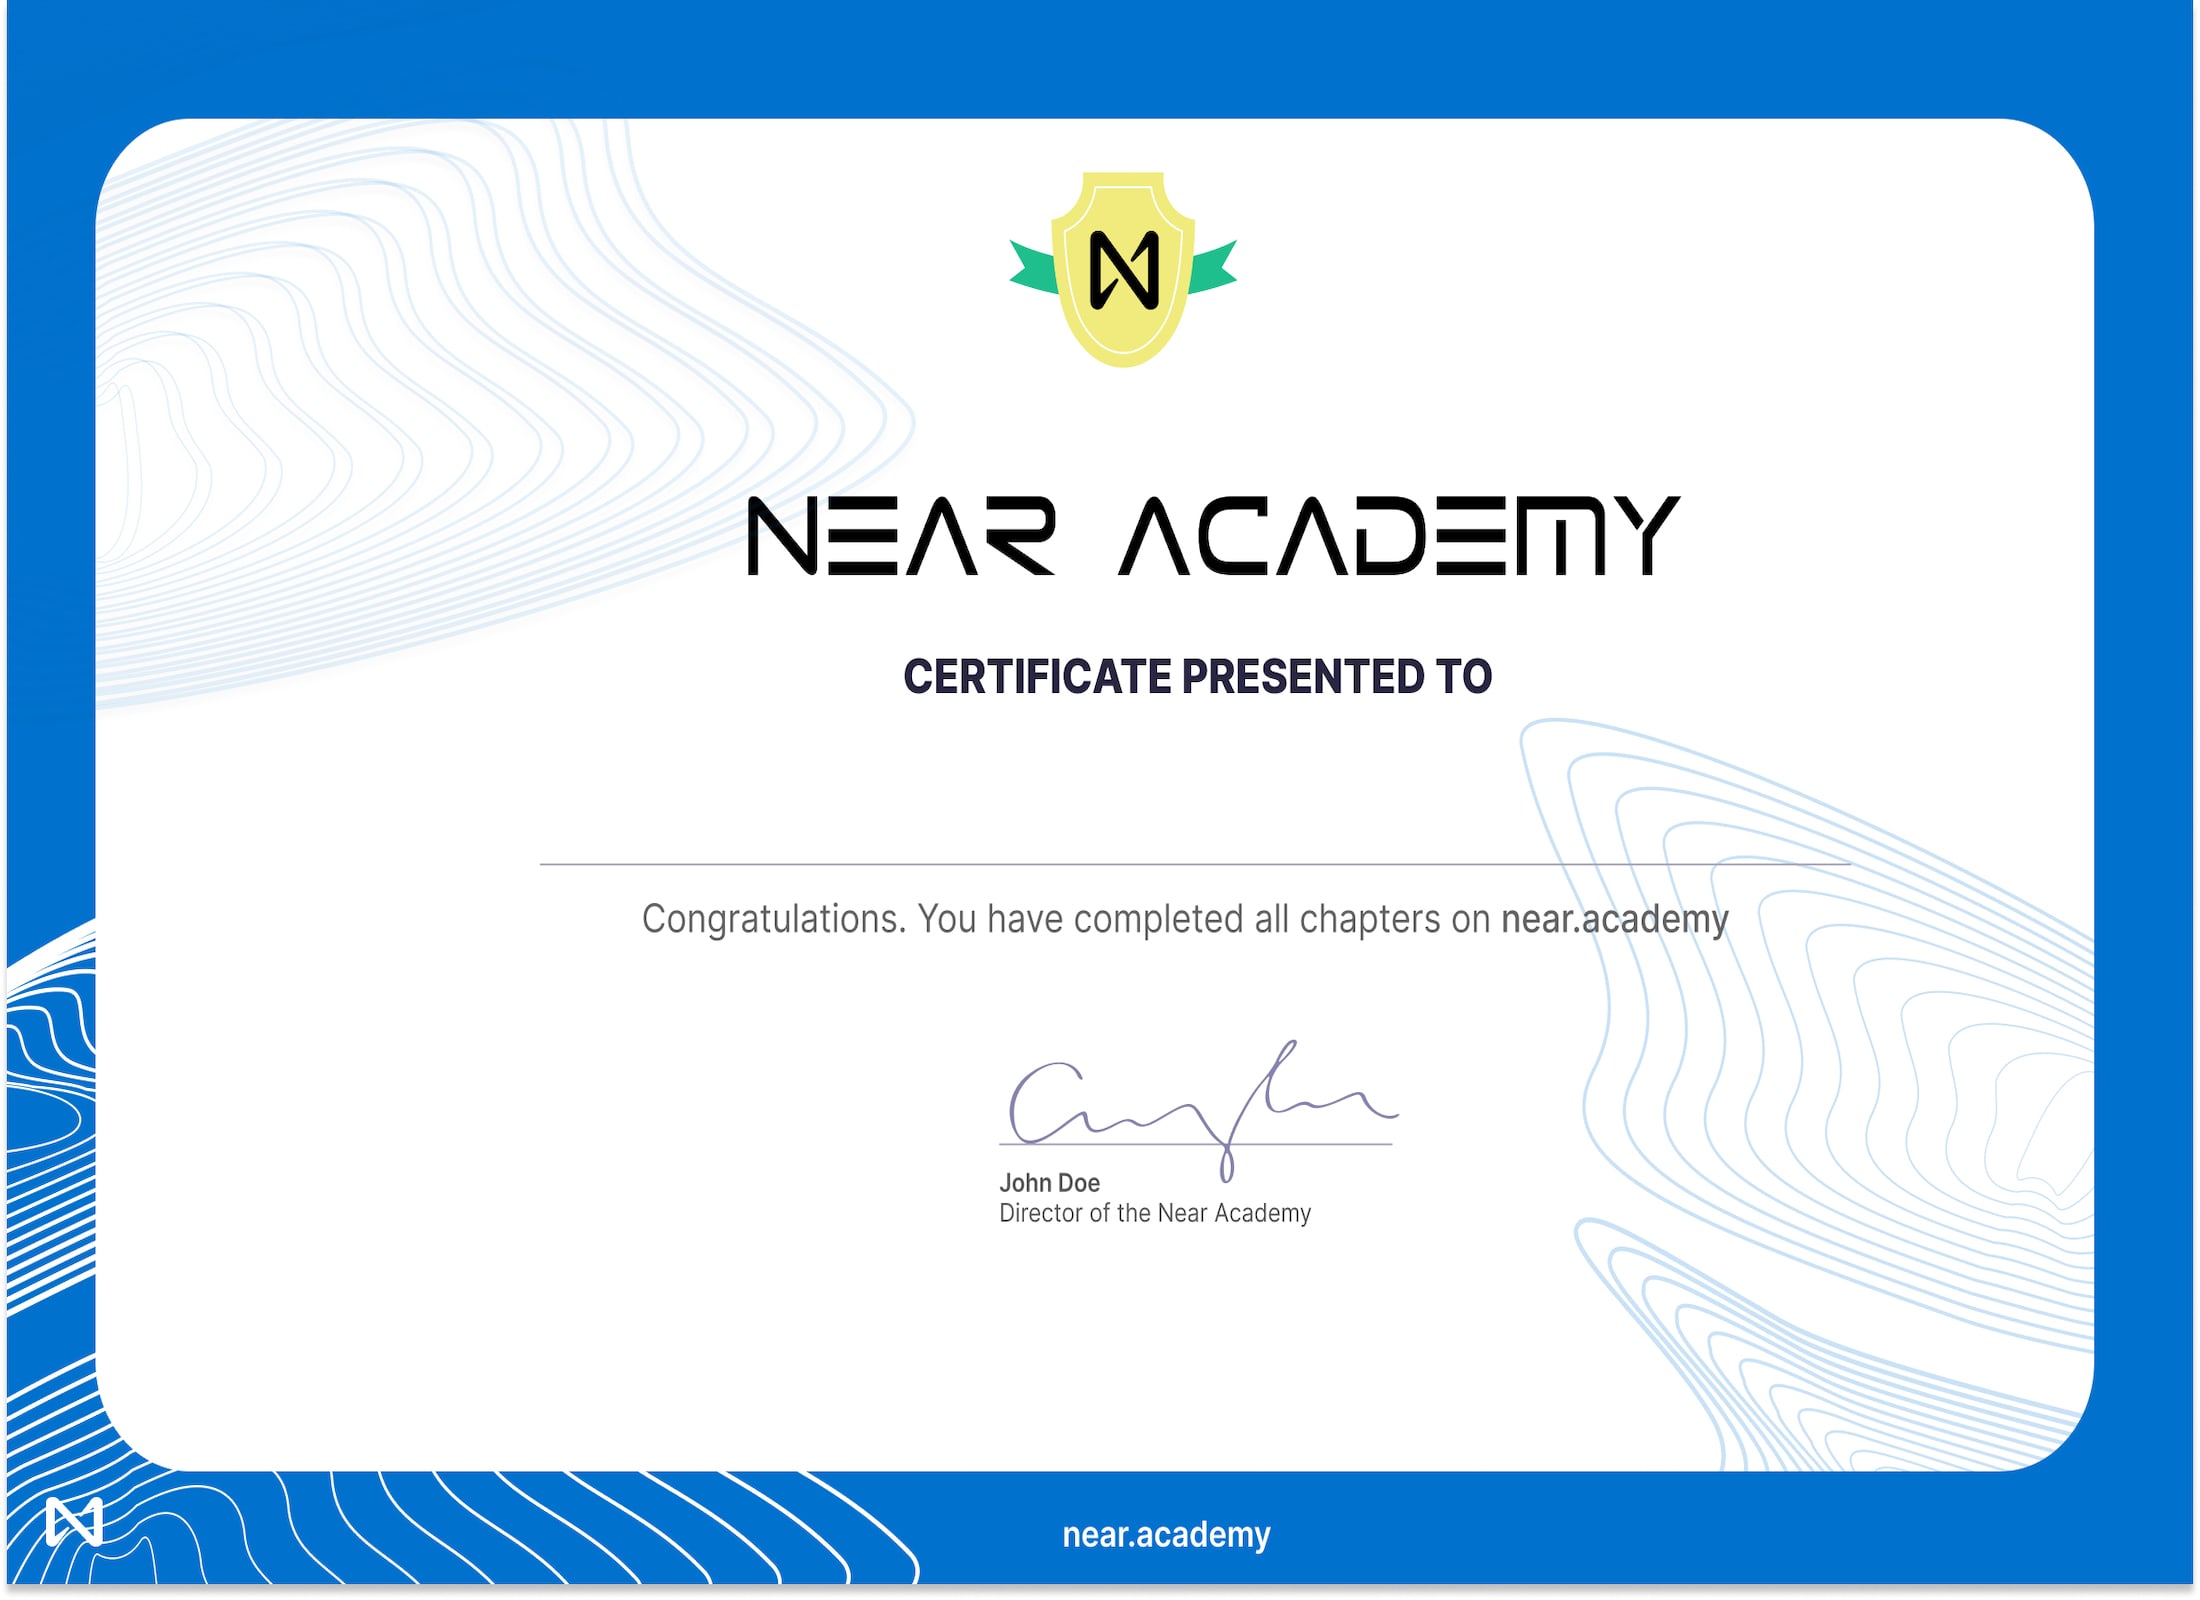 NEAR ACADEMY
CERTIFICATE PRESENTED TO
Congratulations. You have completed all chapters on near.academy
John Doe
Director of the Near Academy
near.academy